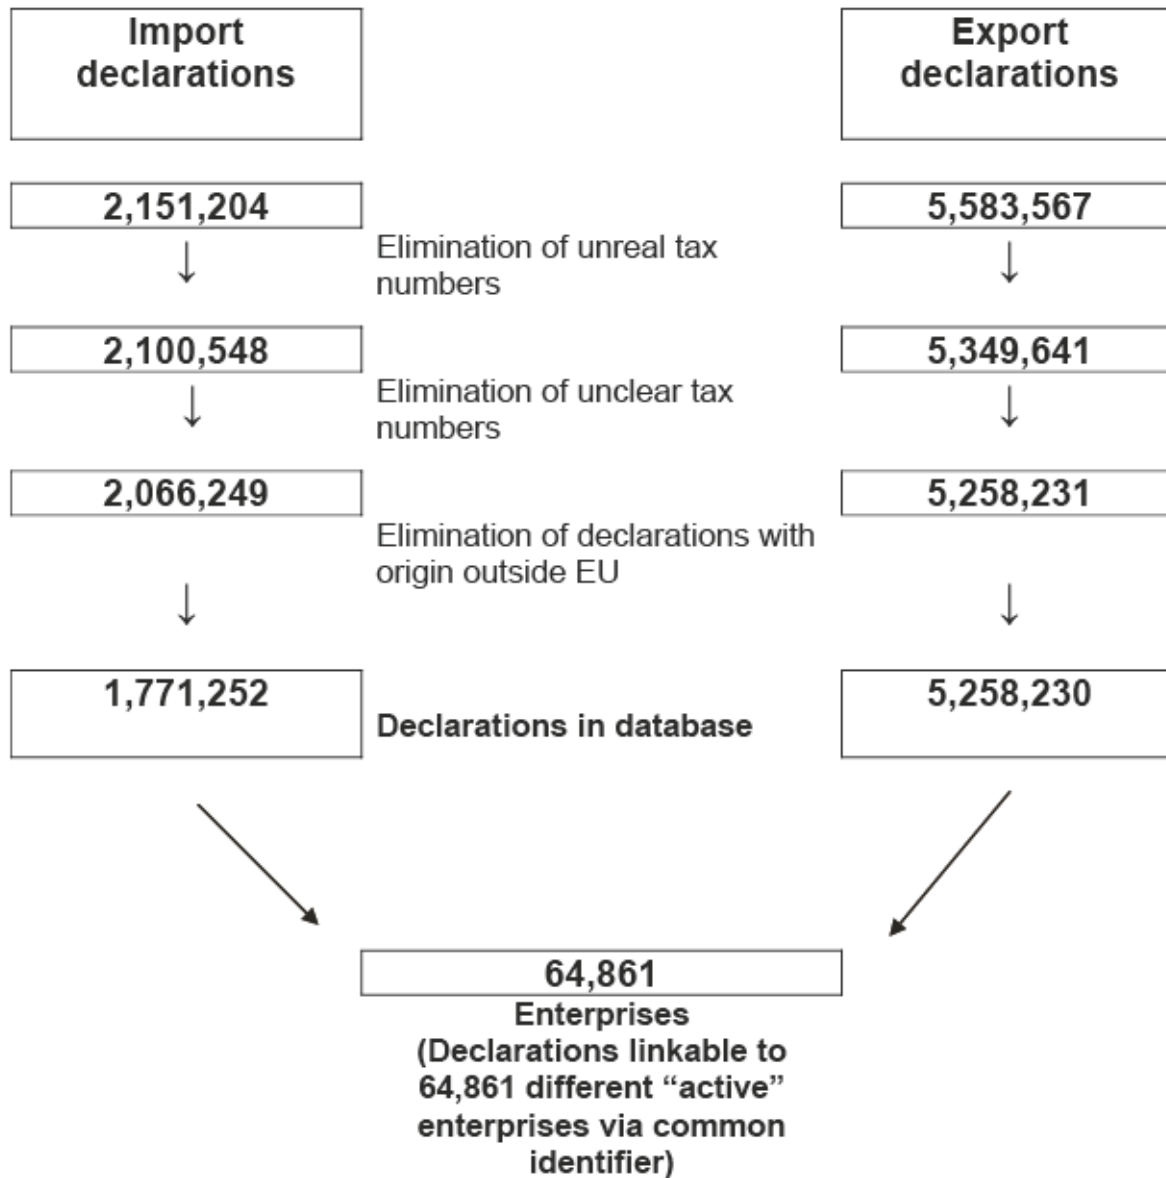 Import
declarations
Export
declarations
2,151,204
5,583,567
Elimination of unreal tax
numbers
2,100,548
5,349,641
Elimination of unclear tax
numbers
2,066,249
5,258,231
Elimination of declarations with
origin outside EU
1,771,252
5,258,230
Declarations in database
64,861
Enterprises
(Declarations linkable to
64,861 different “active”
enterprises via common
identifier)